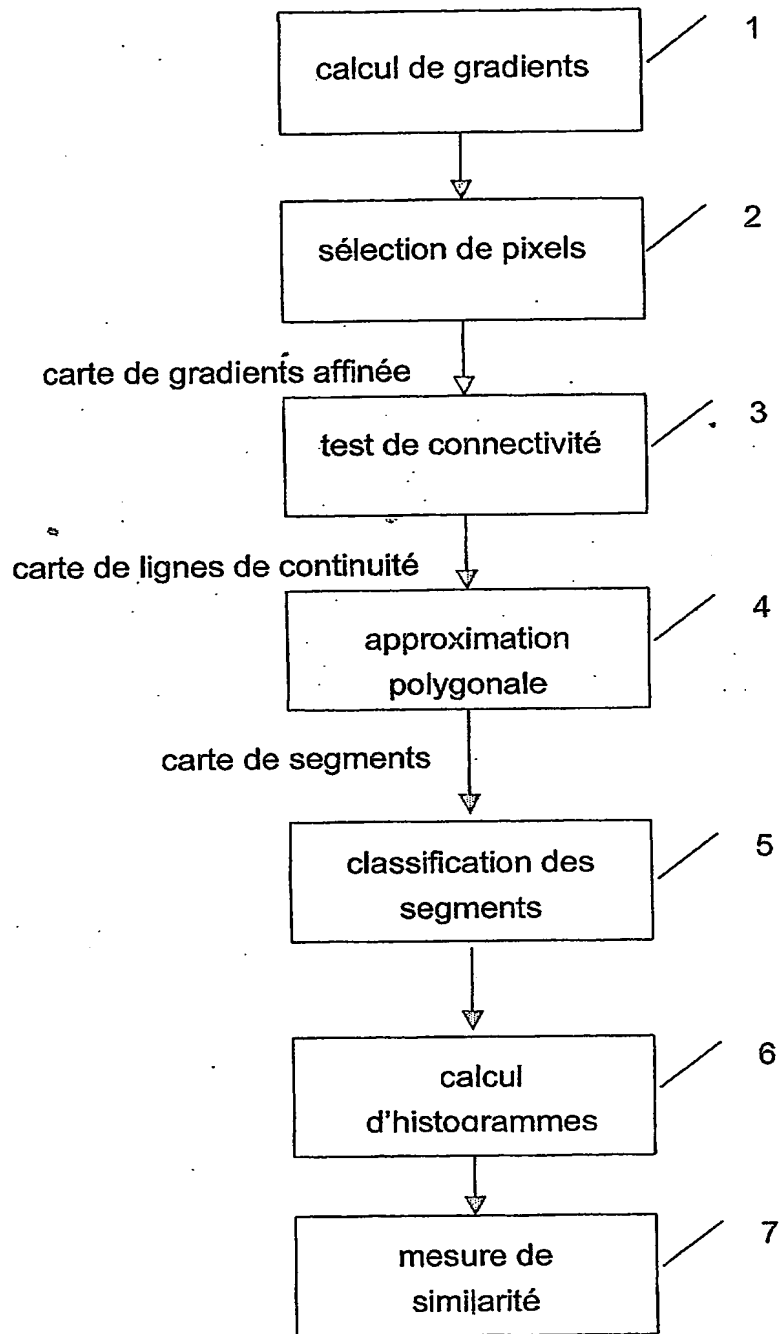 1
calcul de gradients
2
sélection de pixels
carte de gradients affinée
3
test de connectivité
carte de lignes de continuité
4
approximation
polygonale
carte de segments
5
classification des
segments
6
calcul
d'histogrammes
7
mesure de
similarité